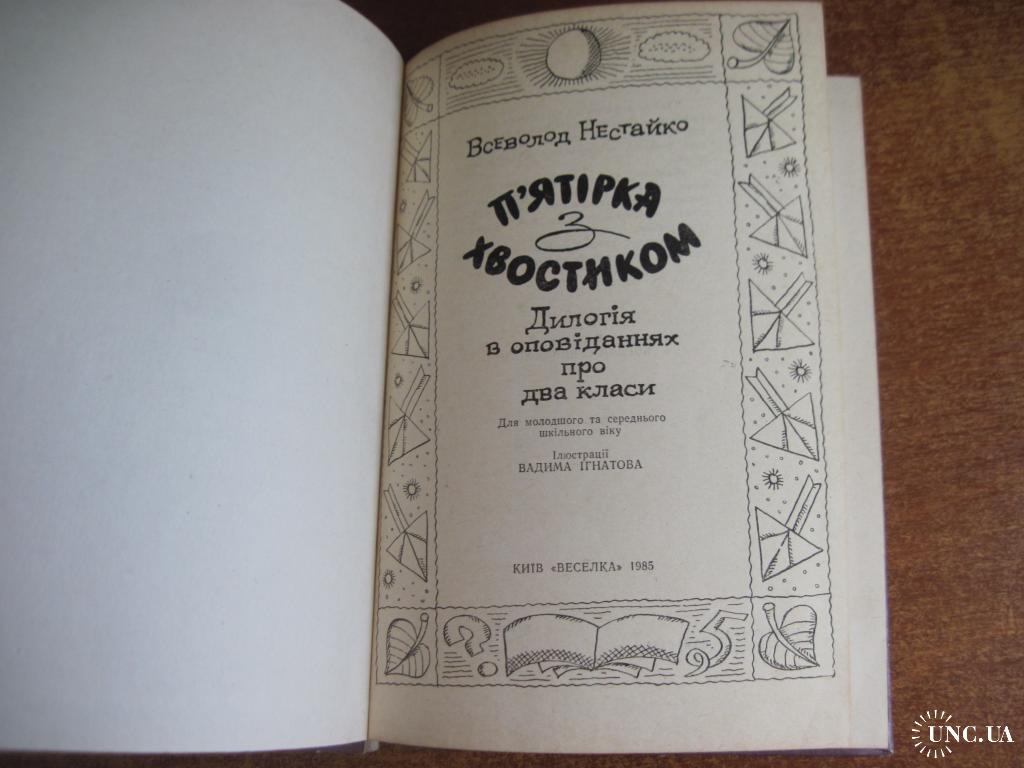 Всеволод Нестайко
П'ЯТІРКА
З
ХВОСТИКОМ
Дилогія
в оповіданнях
про
два класи
Для молодшого та середнього
шкільного віку
Ілюстрації
ВАДИМА ІГНАТОВА
КИЇВ «ВЕСЕЛКА» 1985
? 5
UNC.UA